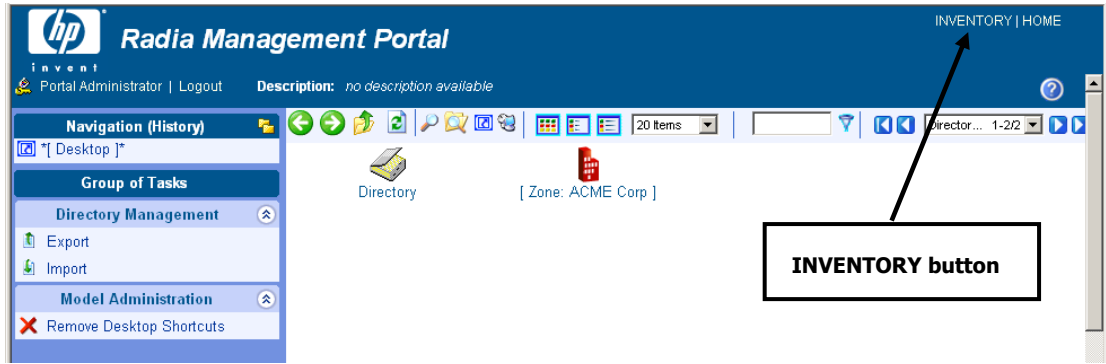 hp
invent
Radia Management Portal
INVENTORY | HOME
Portal Administrator | Logout
Description: no description available
Navigation (History)
*[ Desktop ]*
20 Items
Director... 1-2/2
Group of Tasks
Directory
[ Zone: ACME Corp ]
Directory Management
Export
Import
INVENTORY button
Model Administration
Remove Desktop Shortcuts